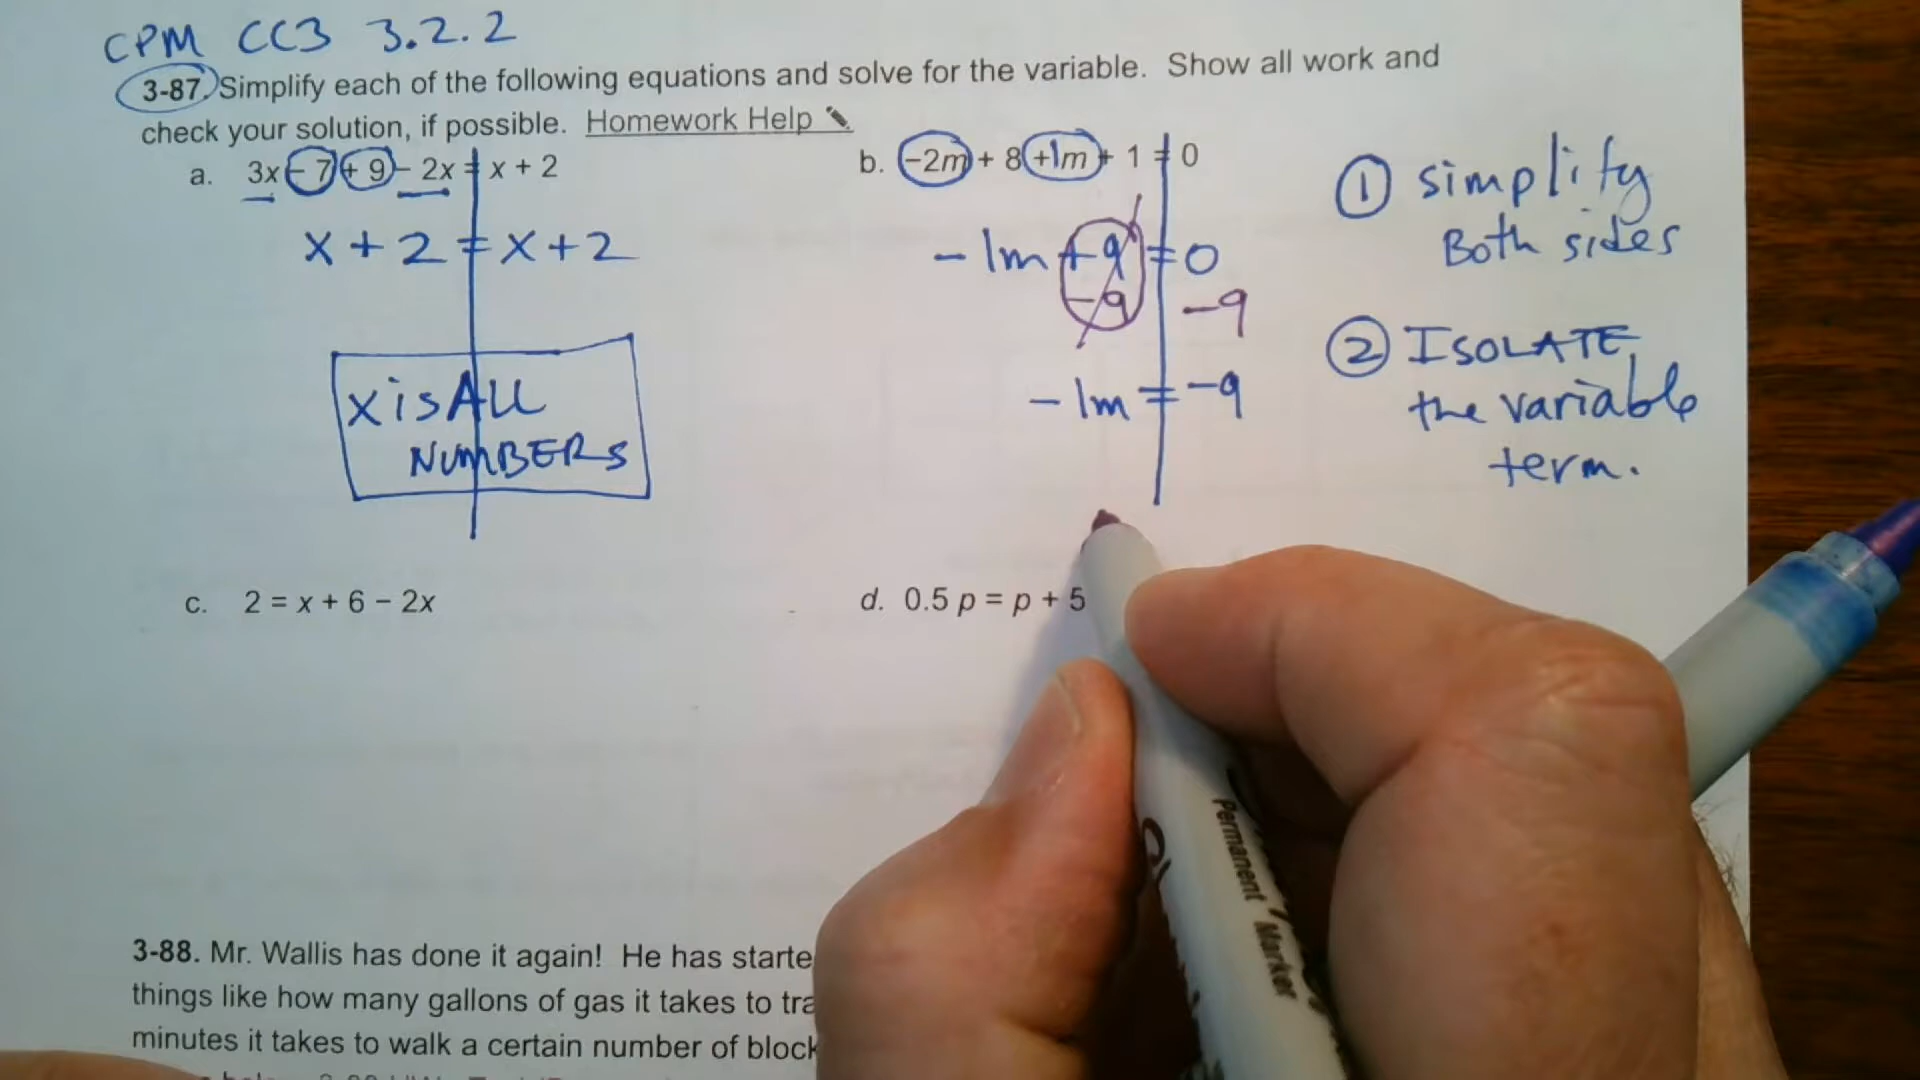 CPM CC3 3.2.2
3-87. Simplify each of the following equations and solve for the variable. Show all work and
check your solution, if possible. Homework Help ✎
a. 3x - 7 + 9 - 2x = x + 2
x + 2 = x + 2
x is ALL
NUMBERS
b. -2m + 8 + 1m + 1 = 0
- 1m + 9 = 0
- 9 - 9
- 1m = -9
① simplify
Both sides
② ISOLATE
the variable
term.
c. 2 = x + 6 - 2x
d. 0.5 p = p + 5
3-88. Mr. Wallis has done it again! He has starte
things like how many gallons of gas it takes to tra
minutes it takes to walk a certain number of block
Permanent Marker